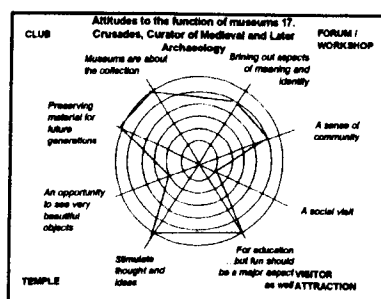 Attitudes to the function of museums 17.
CLUB
Crusades, Curator of Medieval and Later
Archaeology
FORUM /
WORKSHOP
Museums are about
the collection
Brining out aspects
of meaning and
identity
Preserving
material for
future
generations
A sense of
community
An opportunity
to see very
beautiful
objects
A social visit
Stimulate
thought and
ideas
For education
...but fun should
be a major aspect
as well
TEMPLE
VISITOR
ATTRACTION